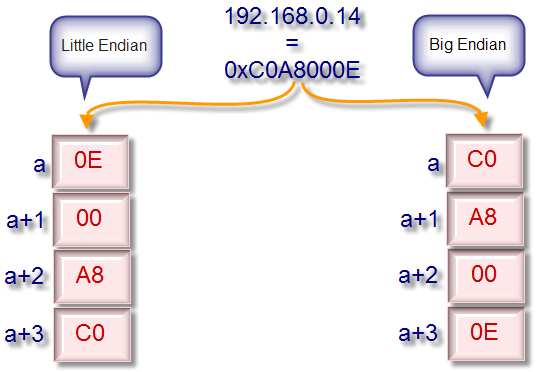 Little Endian
192.168.0.14
=
0xC0A8000E
Big Endian
a 0E
a+1 00
a+2 A8
a+3 C0
a C0
a+1 A8
a+2 00
a+3 0E